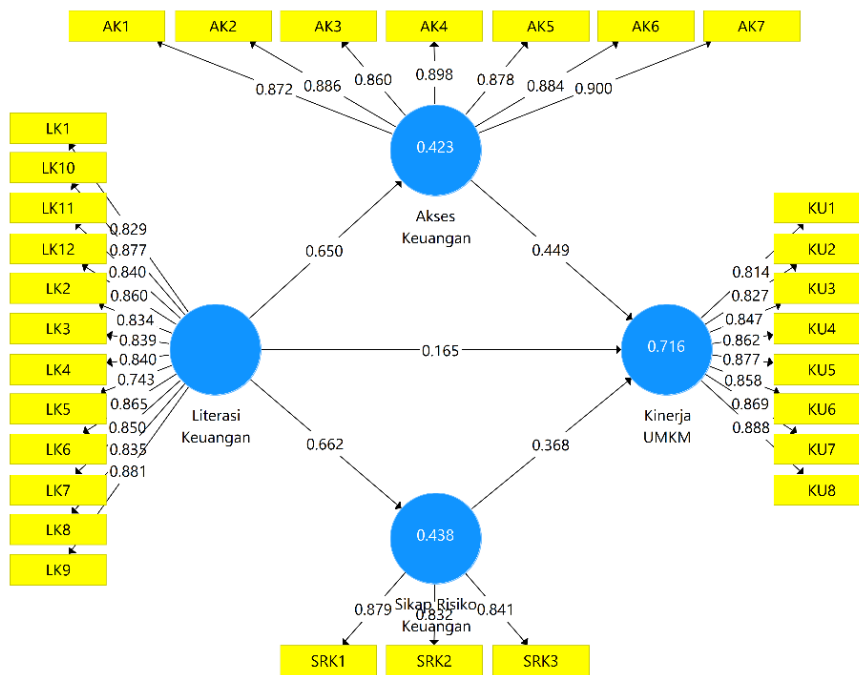 AK1 AK2 AK3 AK4 AK5 AK6 AK7
0.872 0.886 0.860 0.898 0.878 0.884 0.900
0.423
Akses
Keuangan
LK1
LK10
LK11
LK12
LK2
LK3
LK4
LK5
LK6
LK7
LK8
LK9
0.829
0.877
0.840
0.860
0.834
0.839
0.840
0.743
0.865
0.850
0.835
0.881
Literasi
Keuangan
0.650
0.449
0.165
0.662
0.368
0.716
Kinerja
UMKM
0.814
0.827
0.847
0.862
0.877
0.858
0.869
0.888
KU1
KU2
KU3
KU4
KU5
KU6
KU7
KU8
0.438
Sikap Risiko
Keuangan
0.879 0.832 0.841
SRK1 SRK2 SRK3